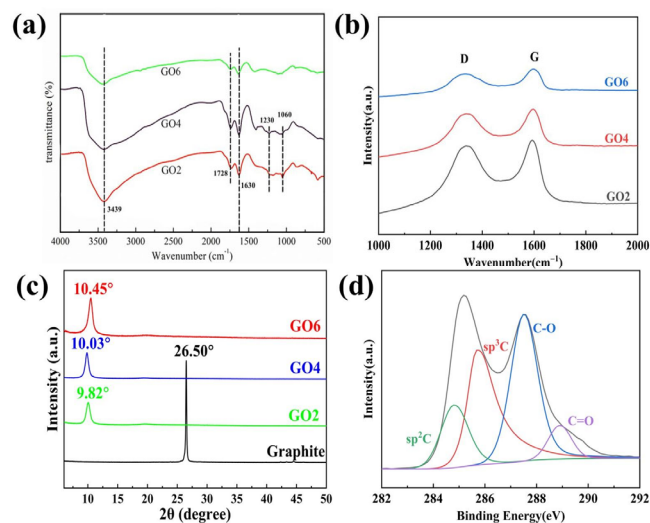 (a)
transmittance (%)
GO6
GO4
GO2
1230
1060
1728
1630
3439
4000 3500 3000 2500 2000 1500 1000 500
Wavenumber (cm⁻¹)
(b)
Intensity(a.u.)
D
G
GO6
GO4
GO2
1000 1200 1400 1600 1800 2000
Wavenumber(cm⁻¹)
(c)
Intensity (a.u.)
10.45°
GO6
10.03°
26.50°
GO4
9.82°
GO2
Graphite
10 15 20 25 30 35 40 45 50
2θ (degree)
(d)
Intensity(a.u.)
C-O
sp³C
C=O
sp²C
282 284 286 288 290 292
Binding Energy(eV)